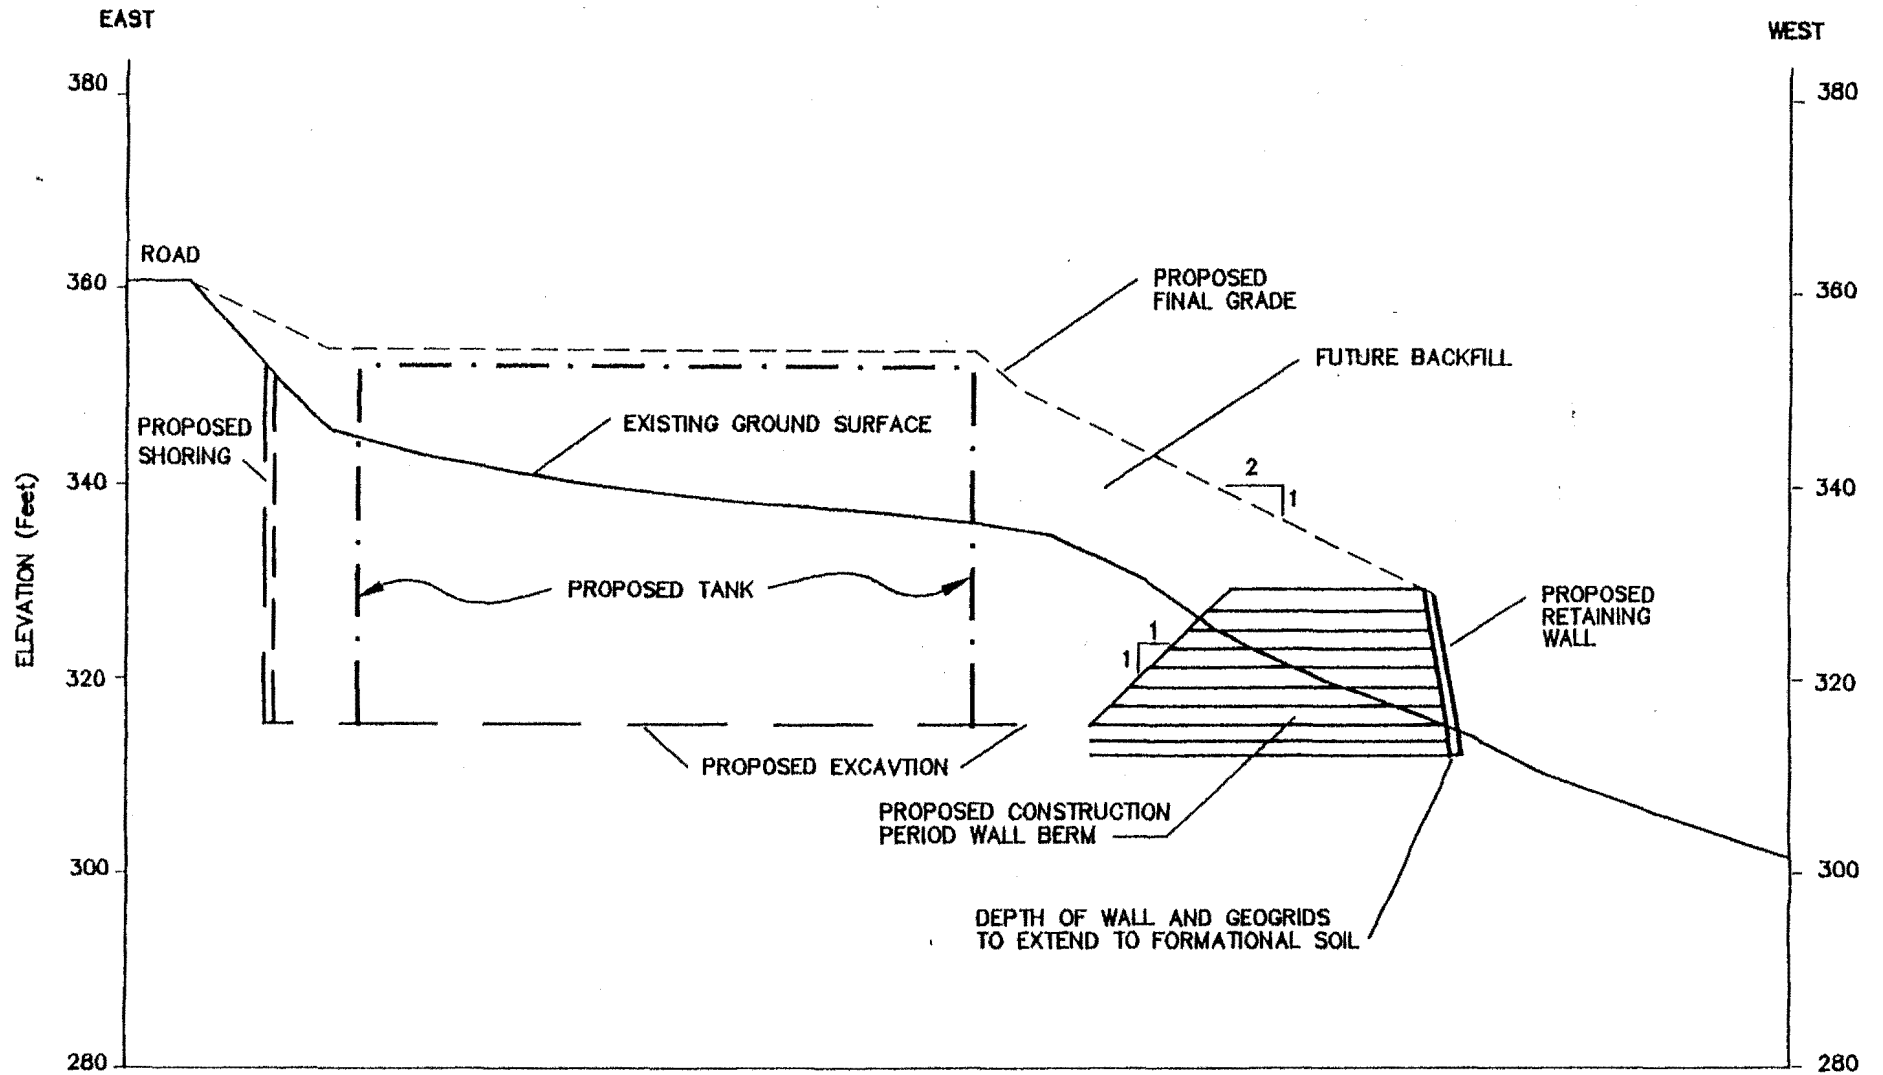 EAST
WEST
380
380
ROAD
360
360
PROPOSED
FINAL GRADE
FUTURE BACKFILL
PROPOSED
SHORING
EXISTING GROUND SURFACE
2
1
340
340
ELEVATION (Feet)
PROPOSED TANK
PROPOSED
RETAINING
WALL
1
1
320
320
PROPOSED EXCAVTION
PROPOSED CONSTRUCTION
PERIOD WALL BERM
300
300
DEPTH OF WALL AND GEOGRIDS
TO EXTEND TO FORMATIONAL SOIL
280
280